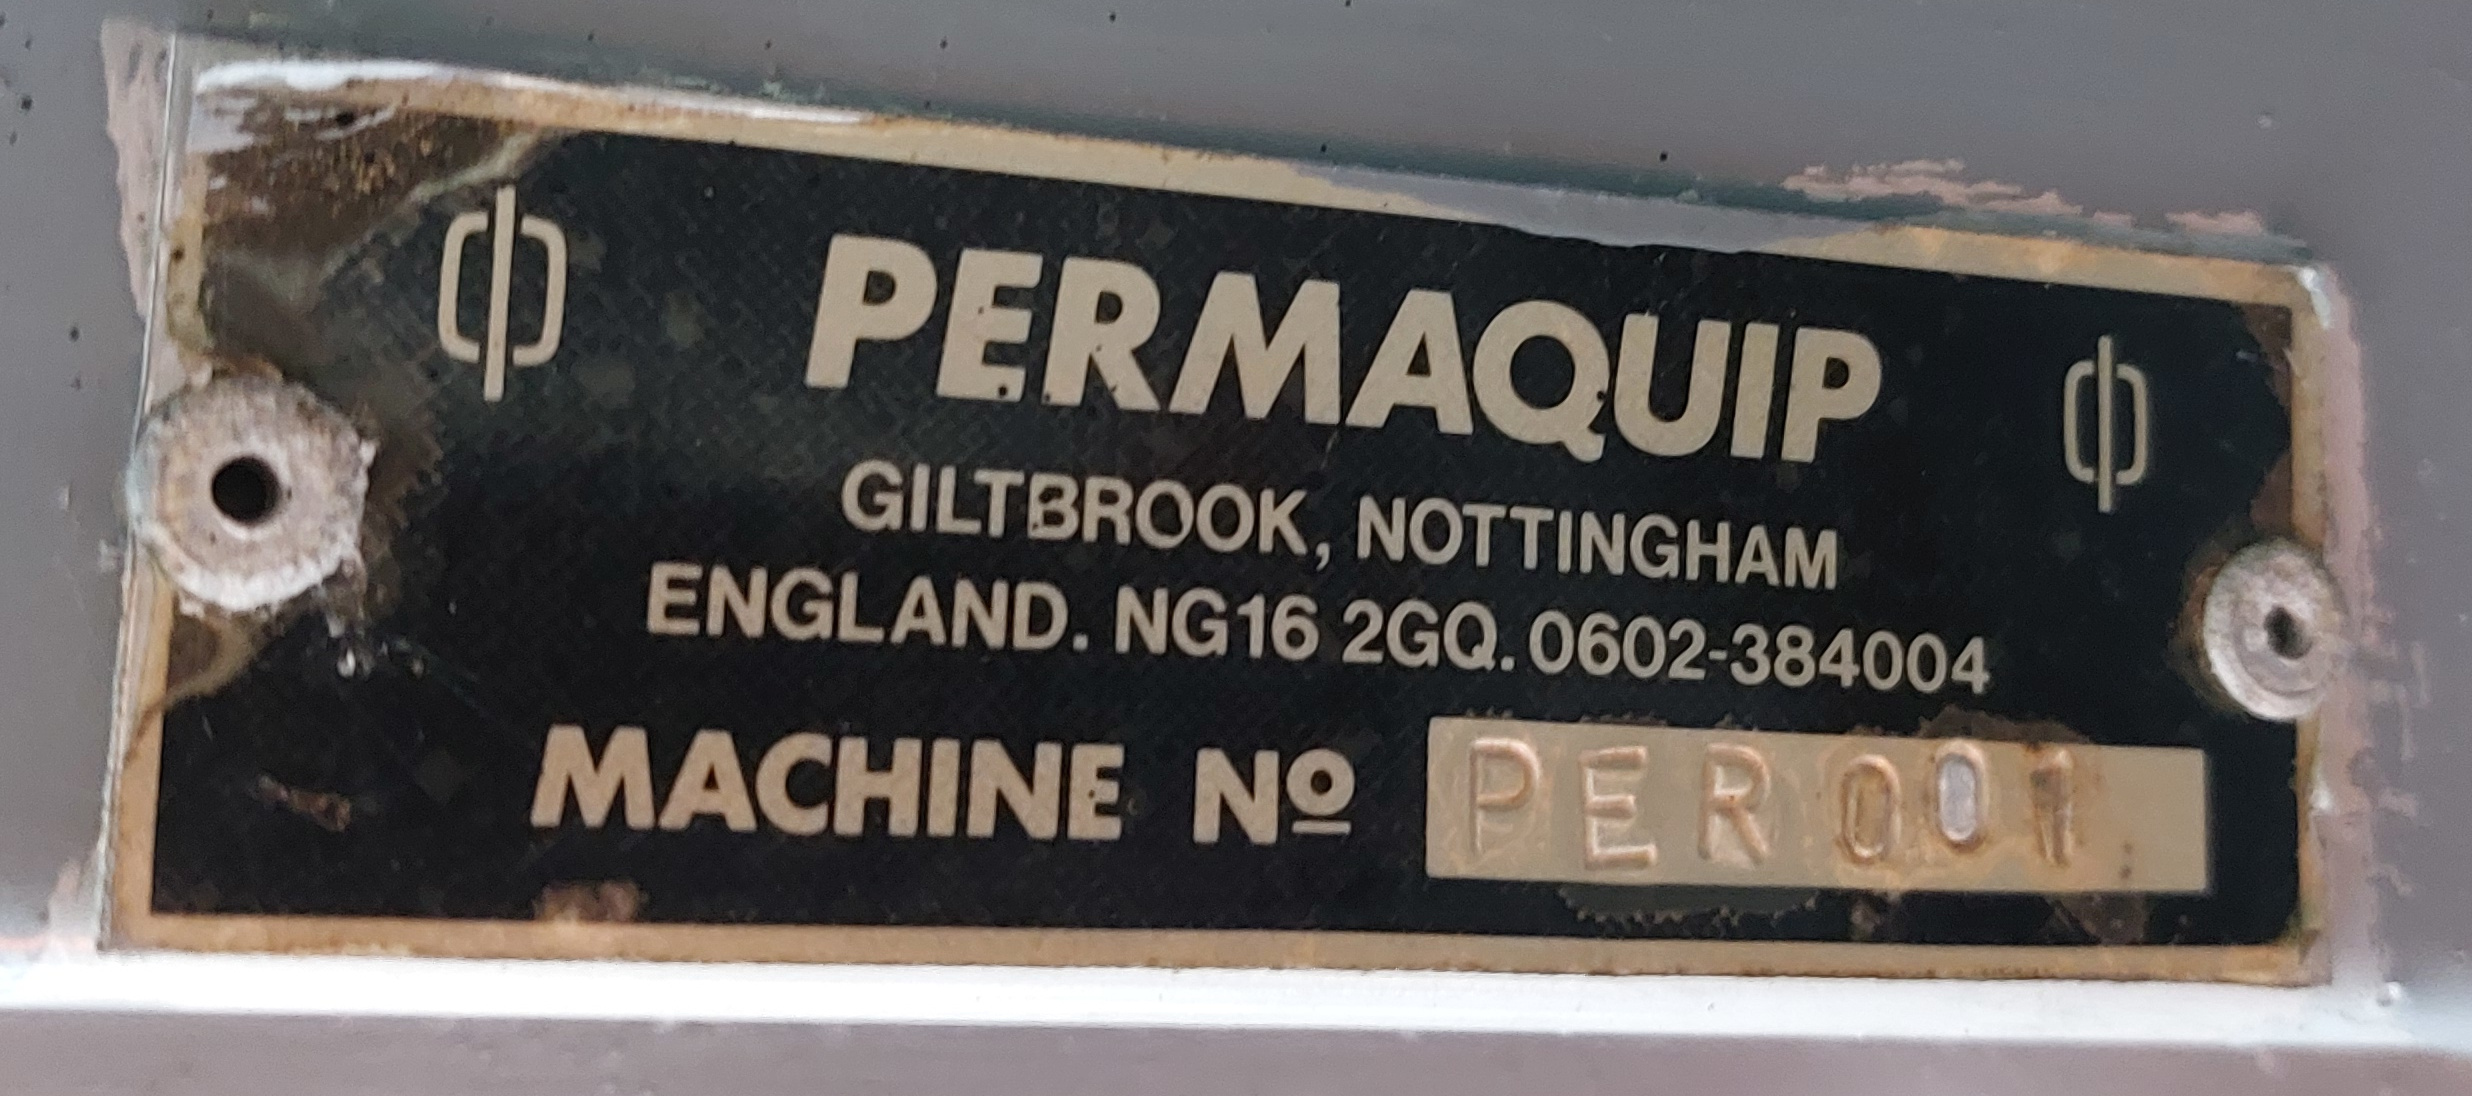 PERMAQUIP
GILTBROOK, NOTTINGHAM
ENGLAND. NG16 2GQ. 0602-384004
MACHINE Nº PER001